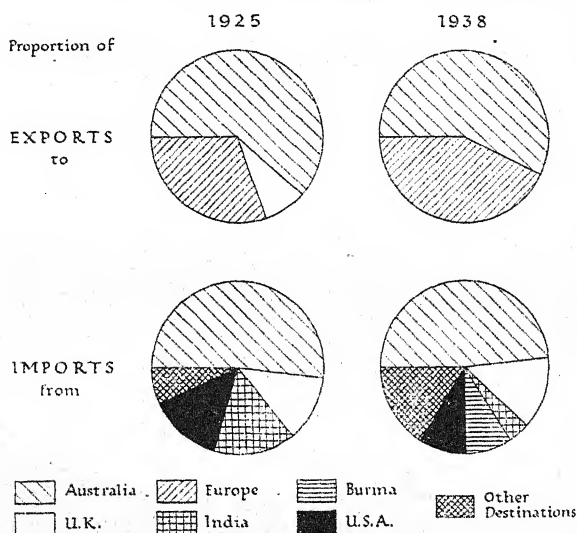 1925 1938
Proportion of
EXPORTS
to
IMPORTS
from
Australia Europe Burma Other
Destinations
U.K. India U.S.A.